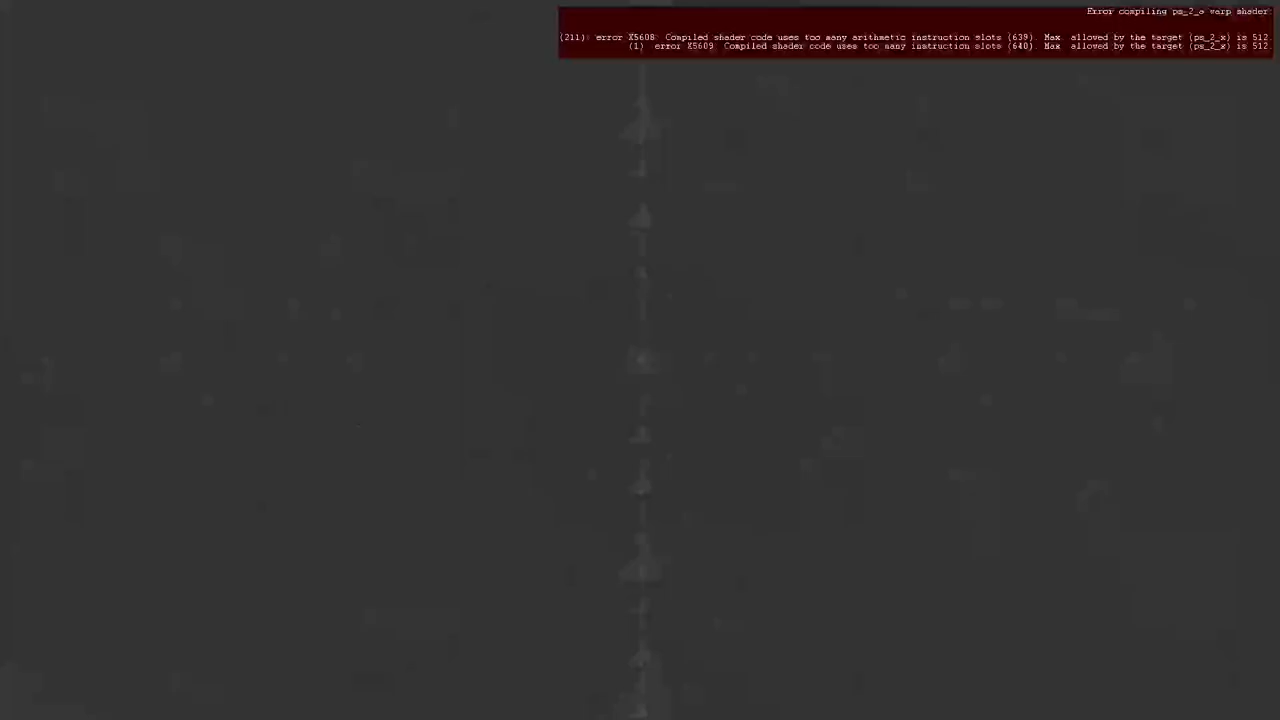 Error compiling ps_2_a warp shader:
(211): error X5608: Compiled shader code uses too many arithmetic instruction slots (639). Max. allowed by the target (ps_2_x) is 512.
(1): error X5609: Compiled shader code uses too many instruction slots (640). Max. allowed by the target (ps_2_x) is 512.